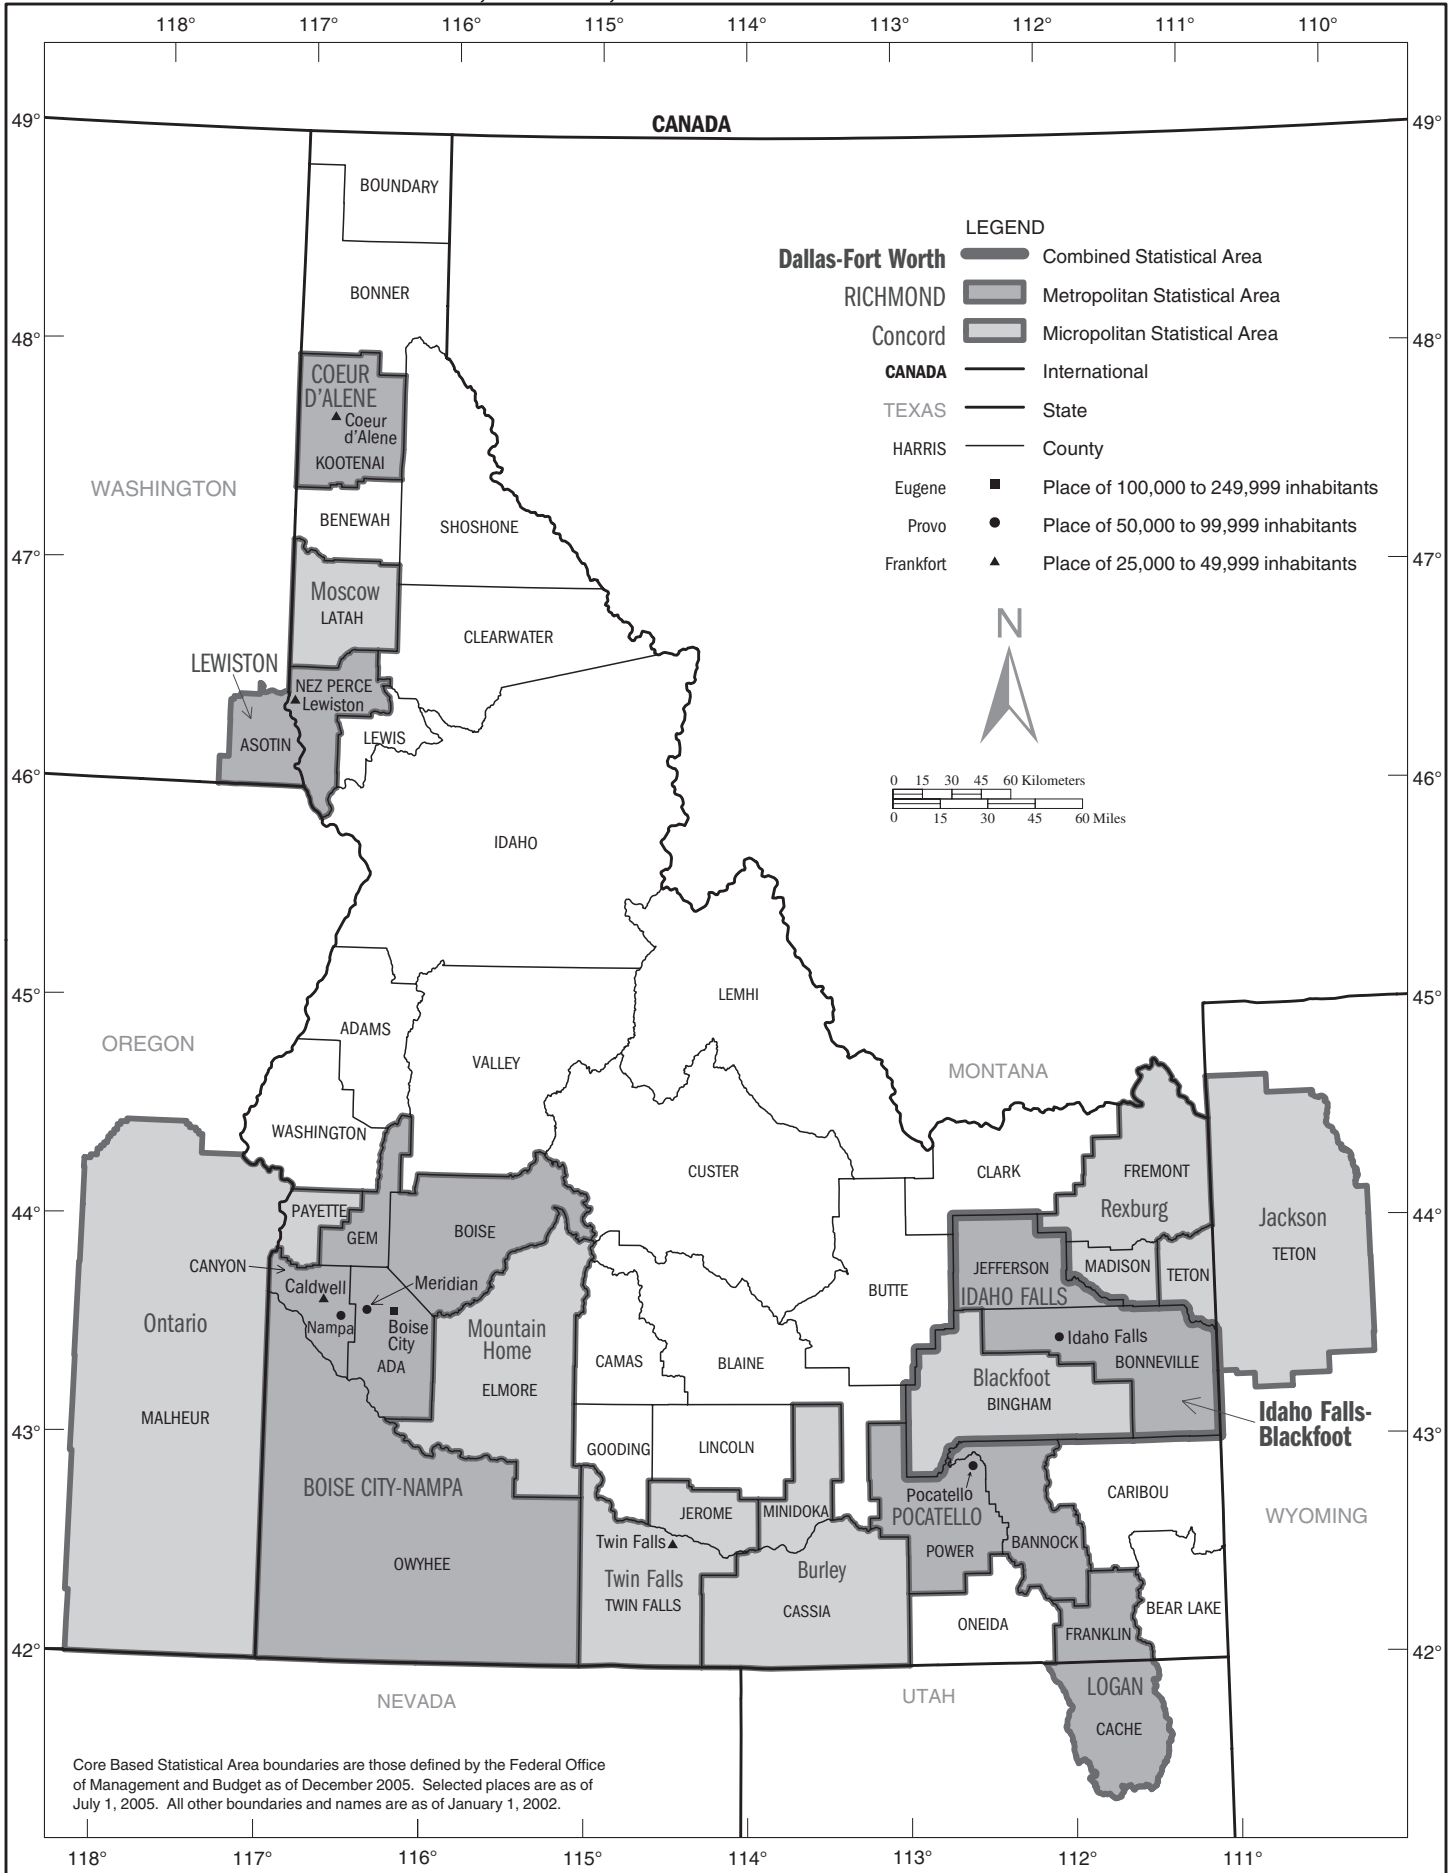 118° 117° 116° 115° 114° 113° 112° 111° 110°
49° 49°
CANADA
BOUNDARY
LEGEND
Dallas-Fort Worth Combined Statistical Area
RICHMOND Metropolitan Statistical Area
Concord Micropolitan Statistical Area
CANADA International
TEXAS State
HARRIS County
Eugene Place of 100,000 to 249,999 inhabitants
Provo Place of 50,000 to 99,999 inhabitants
Frankfort Place of 25,000 to 49,999 inhabitants
BONNER
48° 48°
COEUR
D'ALENE
Coeur
d'Alene
KOOTENAI
WASHINGTON
BENEWAH
SHOSHONE
47° 47°
Moscow
LATAH
CLEARWATER
N
LEWISTON
NEZ PERCE
Lewiston
ASOTIN
LEWIS
46° 46°
0 15 30 45 60 Kilometers
0 15 30 45 60 Miles
IDAHO
45° 45°
LEMHI
ADAMS
OREGON
VALLEY
MONTANA
WASHINGTON
CUSTER
CLARK
FREMONT
Rexburg
44° 44°
PAYETTE
GEM
BOISE
Jackson
TETON
CANYON
JEFFERSON
MADISON
TETON
IDAHO FALLS
BUTTE
Caldwell
Meridian
Nampa
Boise
City
ADA
Ontario
Mountain
Home
ELMORE
CAMAS
BLAINE
Idaho Falls
BONNEVILLE
Blackfoot
BINGHAM
Idaho Falls-
Blackfoot
MALHEUR
43° 43°
GOODING
LINCOLN
BOISE CITY-NAMPA
JEROME
MINIDOKA
Pocatello
POCATELLO
CARIBOU
WYOMING
Twin Falls
POWER
BANNOCK
OWYHEE
Twin Falls
TWIN FALLS
Burley
CASSIA
ONEIDA
BEAR LAKE
FRANKLIN
42° 42°
NEVADA
UTAH
LOGAN
CACHE
Core Based Statistical Area boundaries are those defined by the Federal Office
of Management and Budget as of December 2005. Selected places are as of
July 1, 2005. All other boundaries and names are as of January 1, 2002.
118° 117° 116° 115° 114° 113° 112° 111°